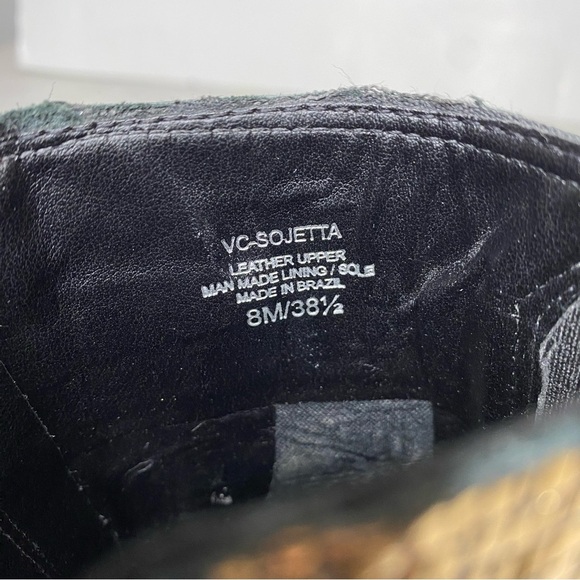 VC-SOJETTA
LEATHER UPPER
MAN MADE LINING / SOLE
MADE IN BRAZIL
8M/38½